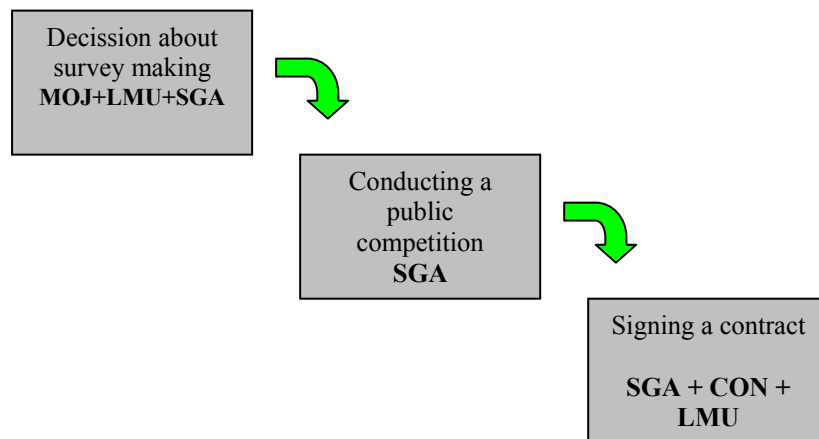 Decission about
survey making
MOJ+LMU+SGA
Conducting a
public
competition
SGA
Signing a contract
SGA + CON +
LMU